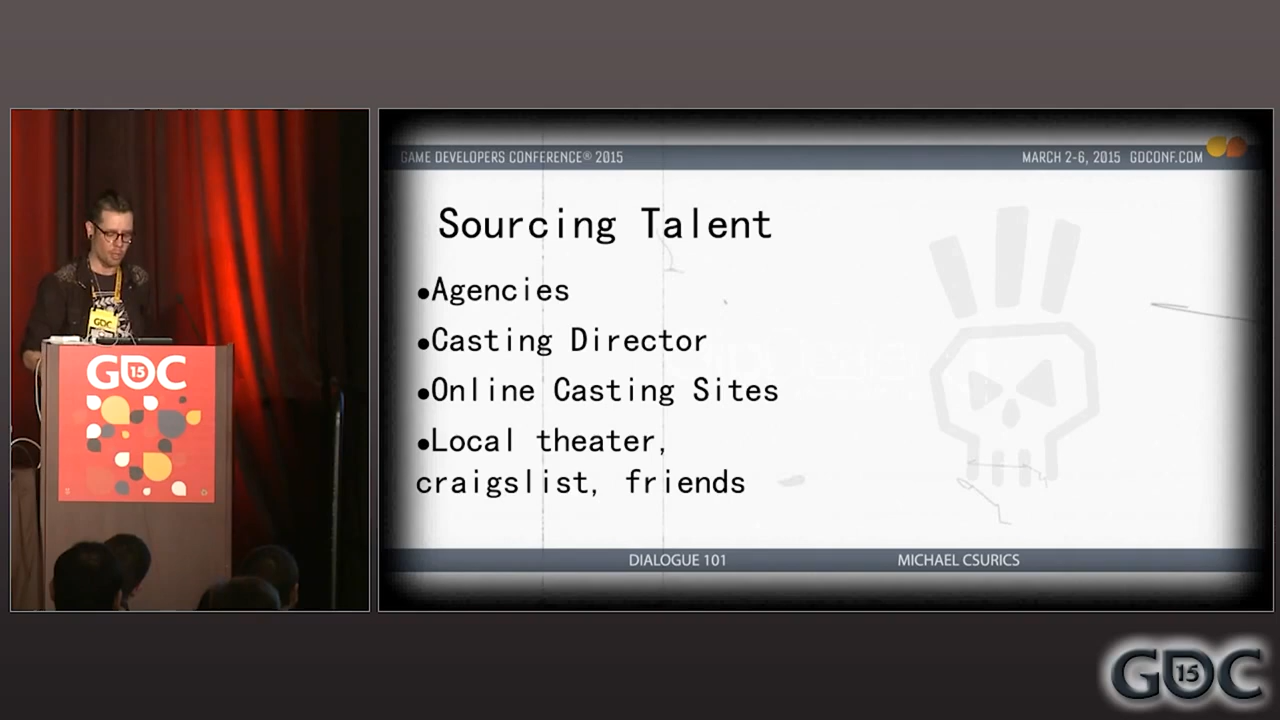 GAME DEVELOPERS CONFERENCE® 2015
MARCH 2-6, 2015 GDCONF.COM
Sourcing Talent
●Agencies
●Casting Director
●Online Casting Sites
●Local theater,
craigslist, friends
DIALOGUE 101
MICHAEL CSURICS
GDC
GDC 15
GDC 15